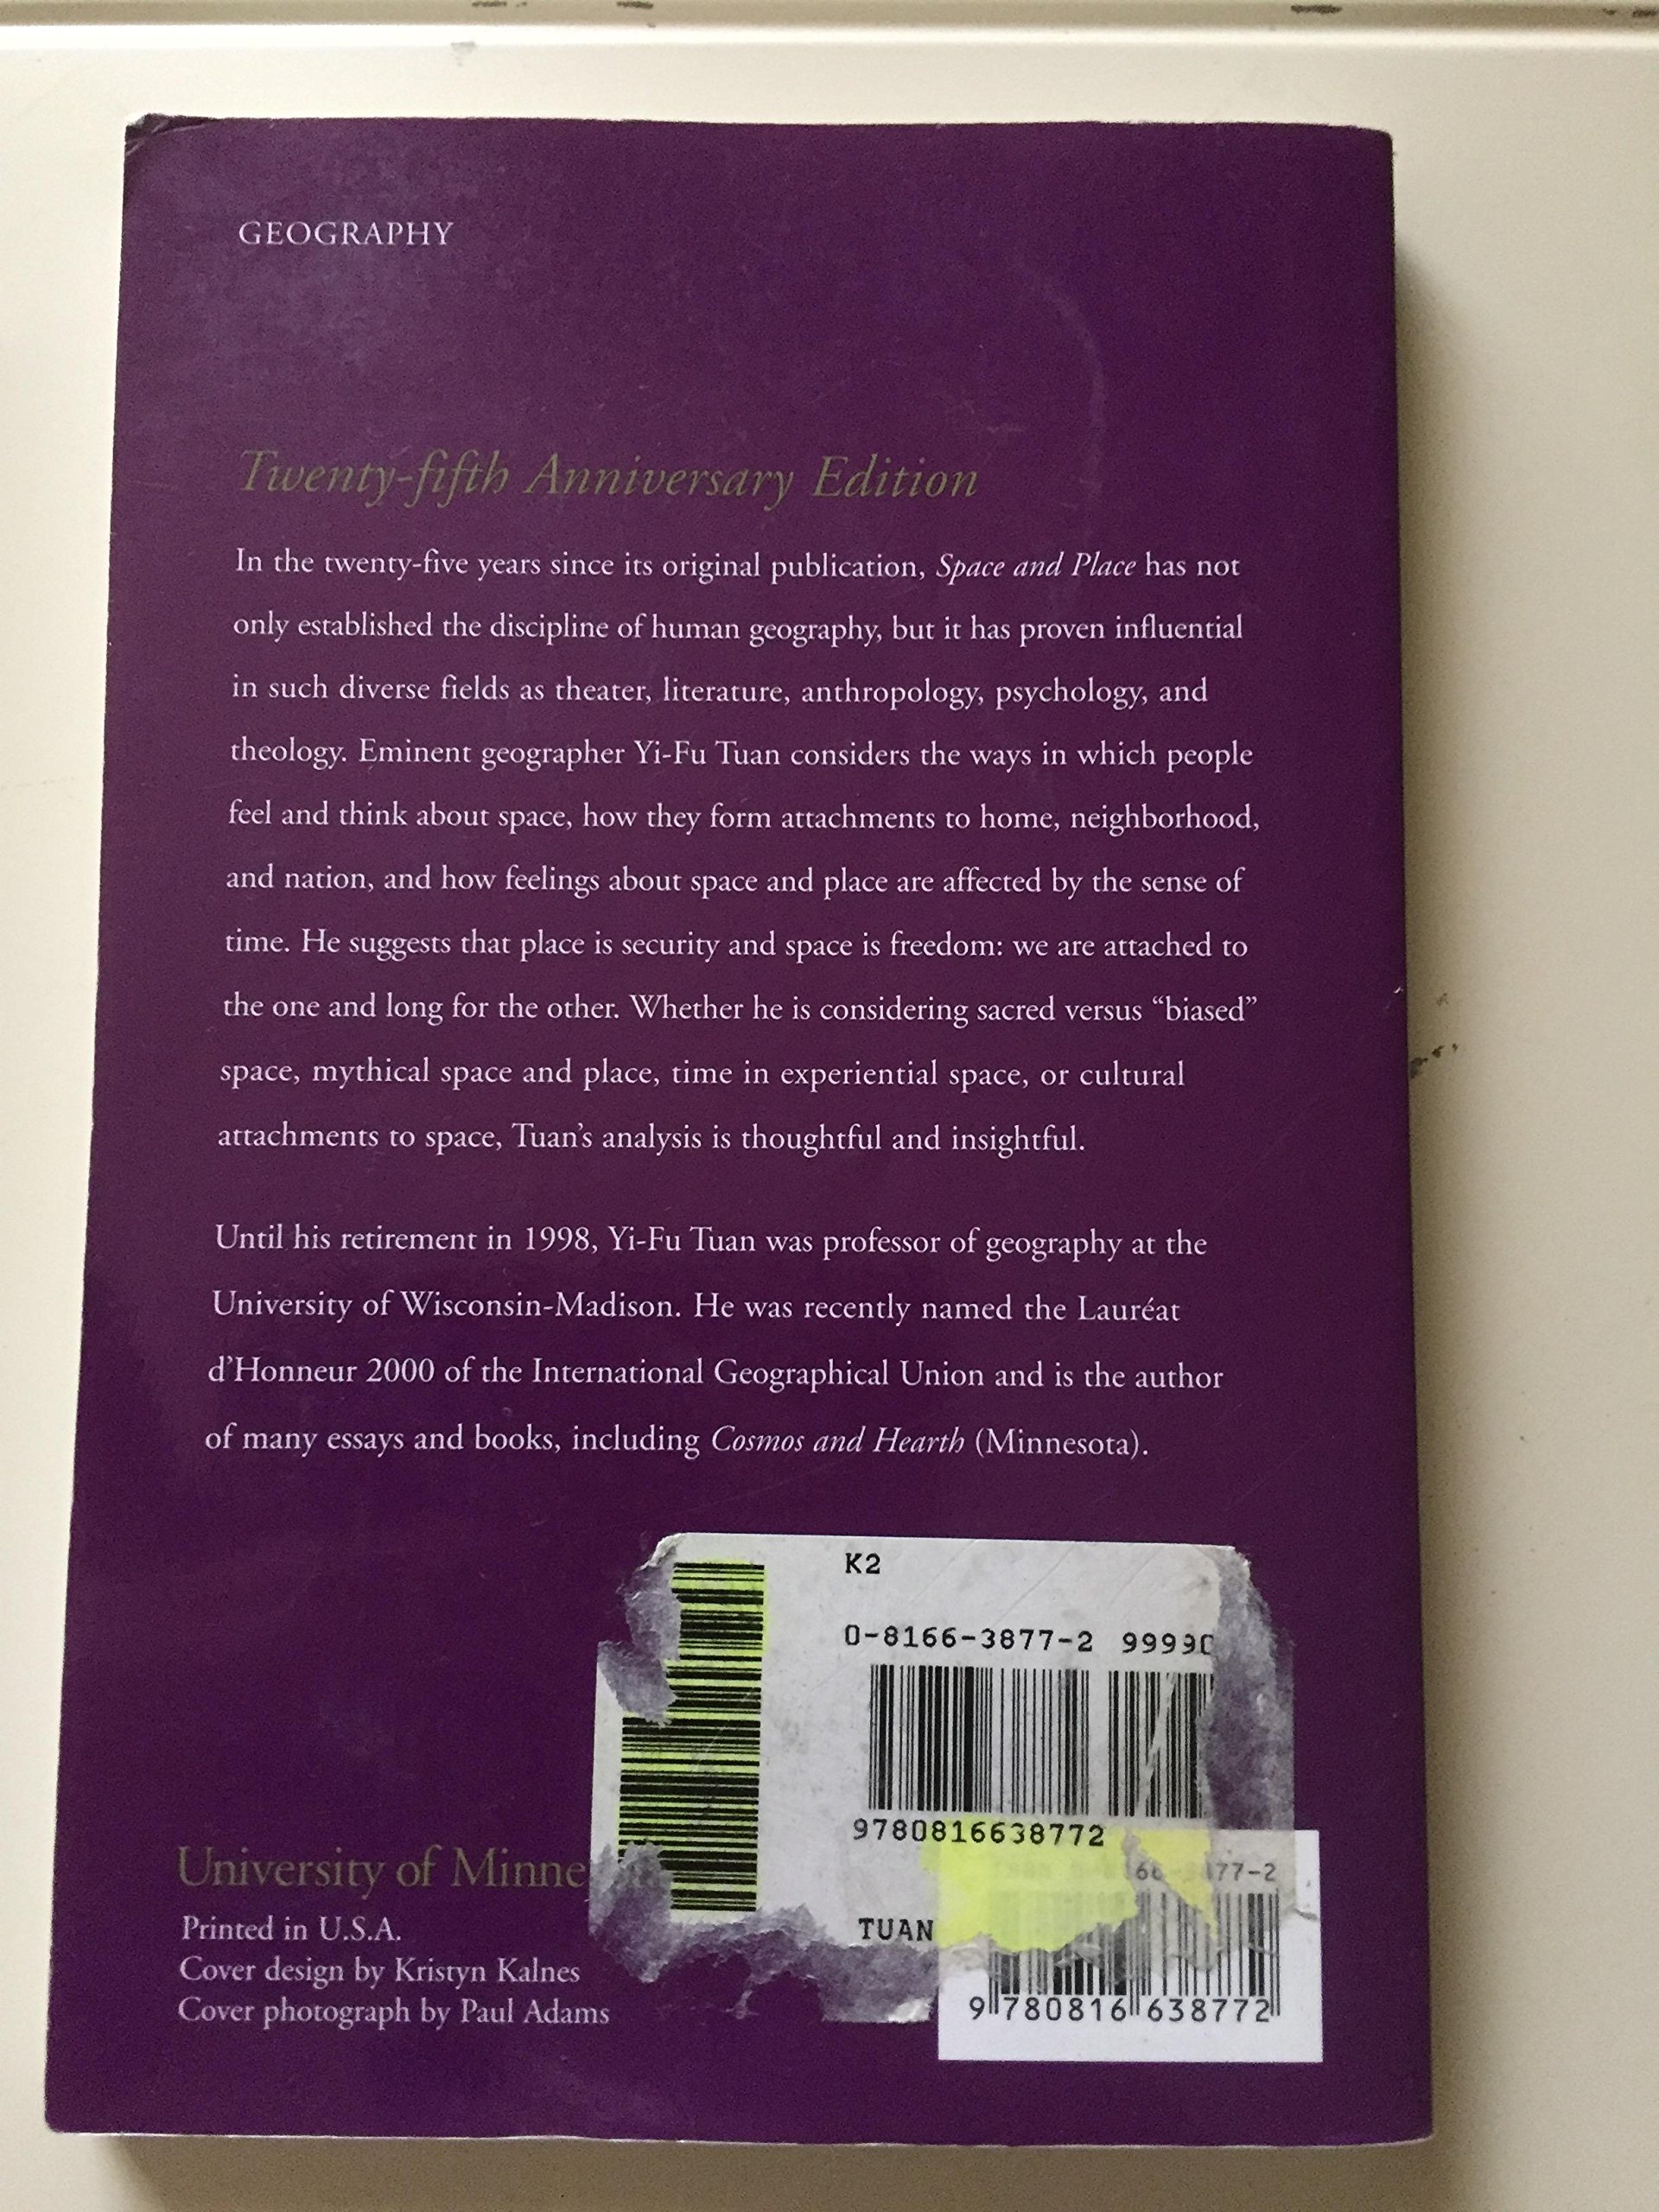 GEOGRAPHY
Twenty-fifth Anniversary Edition
In the twenty-five years since its original publication, Space and Place has not
only established the discipline of human geography, but it has proven influential
in such diverse fields as theater, literature, anthropology, psychology, and
theology. Eminent geographer Yi-Fu Tuan considers the ways in which people
feel and think about space, how they form attachments to home, neighborhood,
and nation, and how feelings about space and place are affected by the sense of
time. He suggests that place is security and space is freedom: we are attached to
the one and long for the other. Whether he is considering sacred versus “biased”
space, mythical space and place, time in experiential space, or cultural
attachments to space, Tuan’s analysis is thoughtful and insightful.
Until his retirement in 1998, Yi-Fu Tuan was professor of geography at the
University of Wisconsin-Madison. He was recently named the Lauréat
d’Honneur 2000 of the International Geographical Union and is the author
of many essays and books, including Cosmos and Hearth (Minnesota).
K2
0-8166-3877-2 9999
9780816638772
77-2
University of Minne
TUAN
Printed in U.S.A.
Cover design by Kristyn Kalnes
Cover photograph by Paul Adams
9 780816 638772